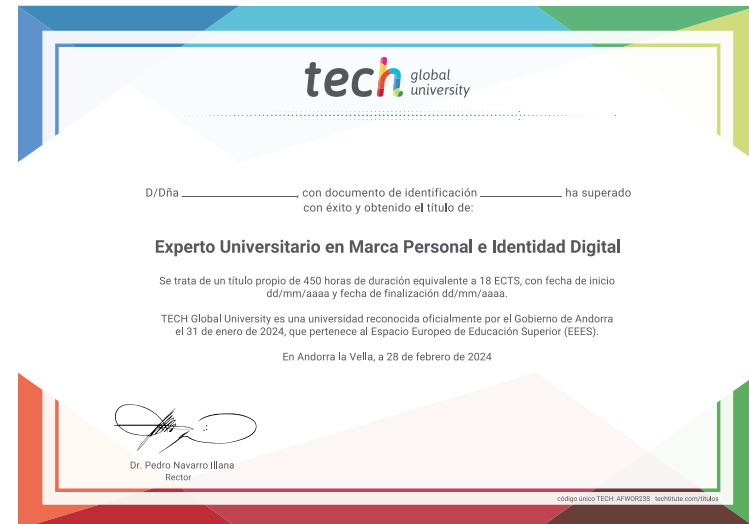 tech global university
D/Dña ____________________, con documento de identificación ______________ ha superado
con éxito y obtenido el título de:
Experto Universitario en Marca Personal e Identidad Digital
Se trata de un título propio de 450 horas de duración equivalente a 18 ECTS, con fecha de inicio
dd/mm/aaaa y fecha de finalización dd/mm/aaaa.
TECH Global University es una universidad reconocida oficialmente por el Gobierno de Andorra
el 31 de enero de 2024, que pertenece al Espacio Europeo de Educación Superior (EEES).
En Andorra la Vella, a 28 de febrero de 2024
Dr. Pedro Navarro Illana
Rector
código único TECH: AFWOR23S techtitute.com/titulos